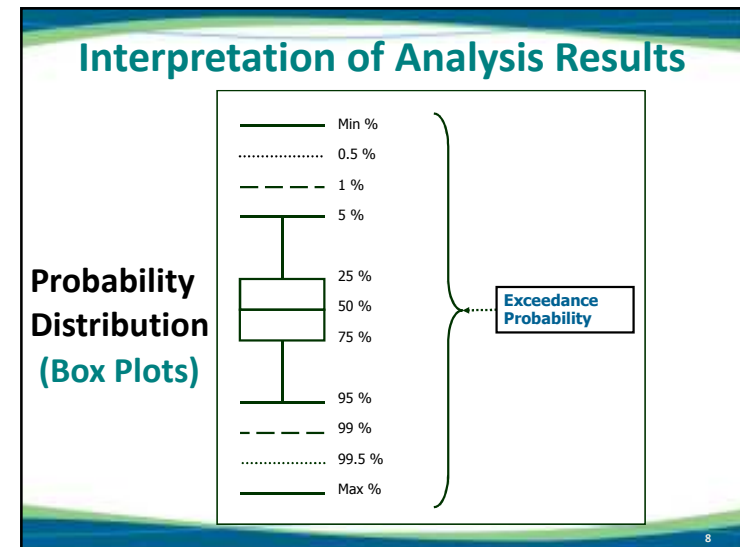 Interpretation of Analysis Results
Min %
0.5 %
1 %
5 %
25 %
50 %
75 %
95 %
99 %
99.5 %
Max %
Probability
Distribution
(Box Plots)
Exceedance
Probability
8